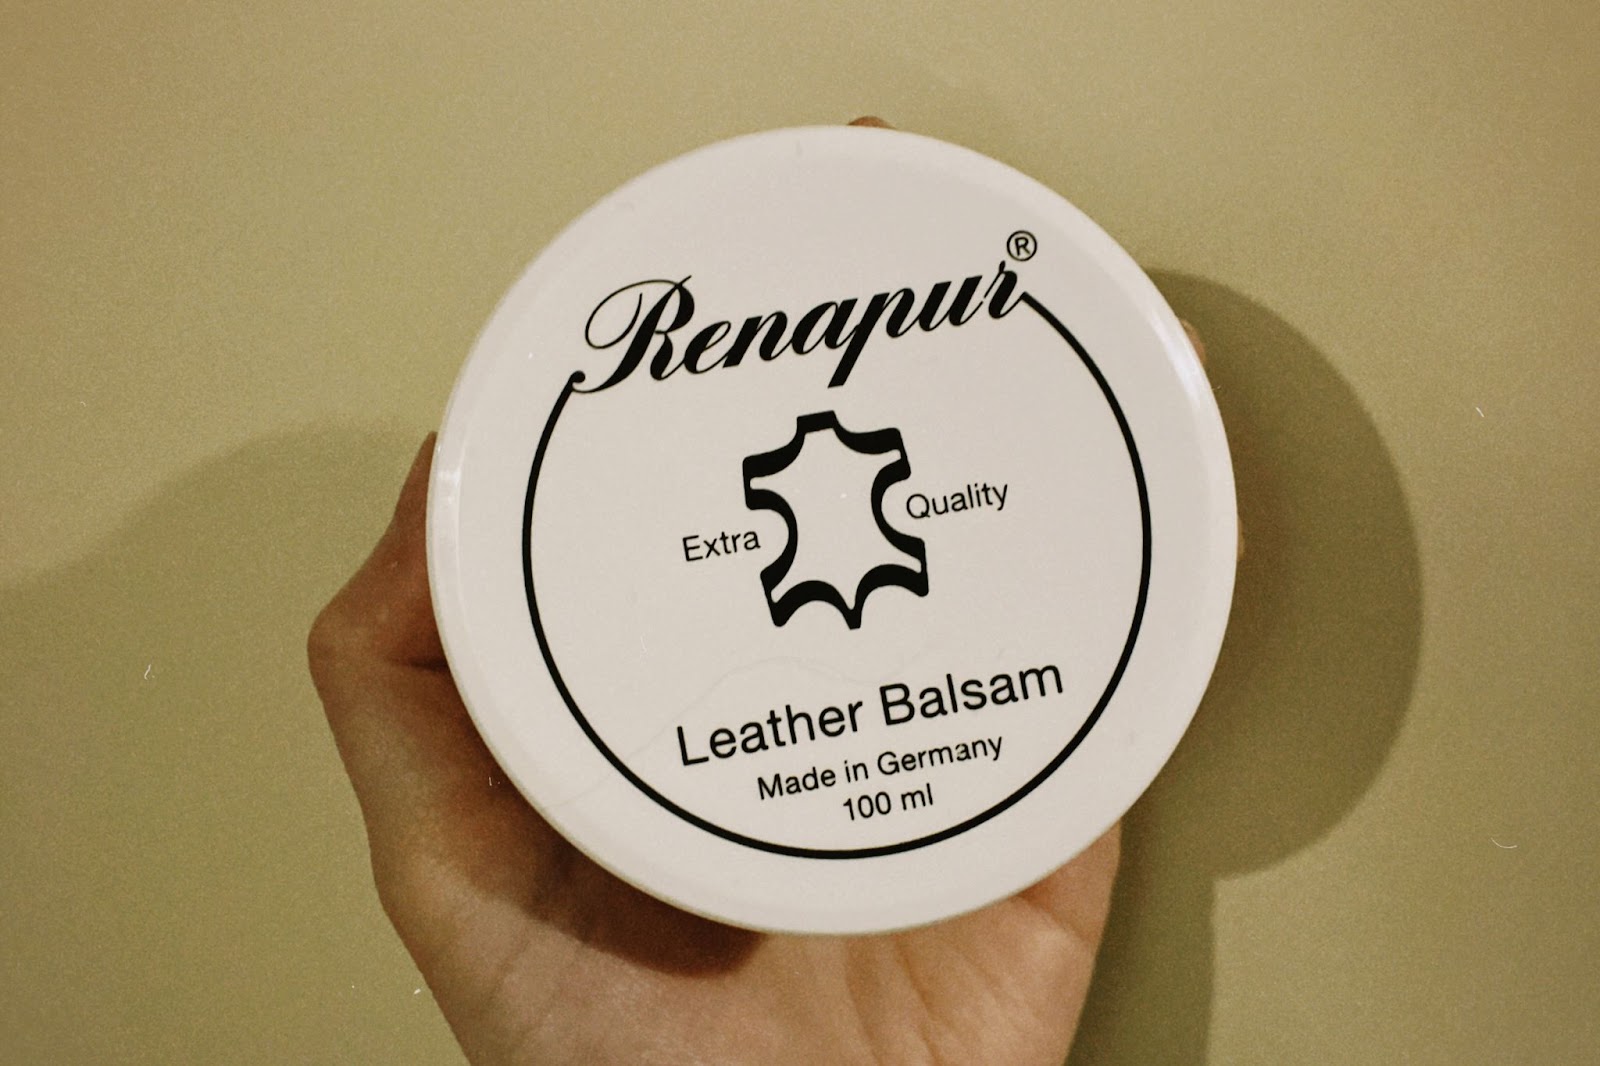 Renapur®
Extra Quality
Leather Balsam
Made in Germany
100 ml